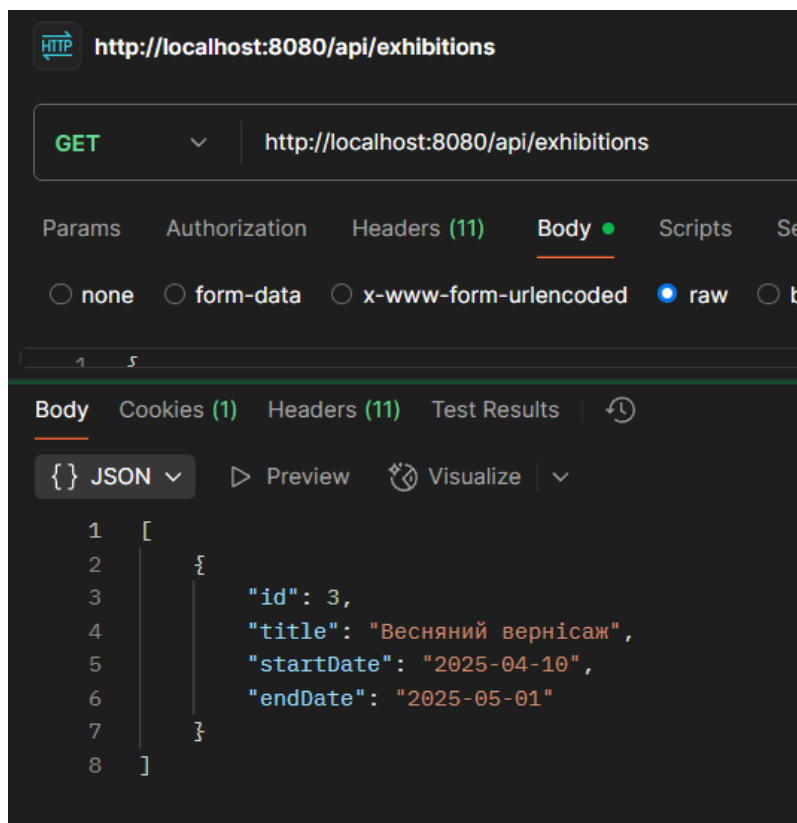 HTTP http://localhost:8080/api/exhibitions
GET http://localhost:8080/api/exhibitions
Params Authorization Headers (11) Body Scripts
none form-data x-www-form-urlencoded raw
1 {
Body Cookies (1) Headers (11) Test Results
{} JSON Preview Visualize
1 [
2 {
3 "id": 3,
4 "title": "Весняний вернісаж",
5 "startDate": "2025-04-10",
6 "endDate": "2025-05-01"
7 }
8 ]